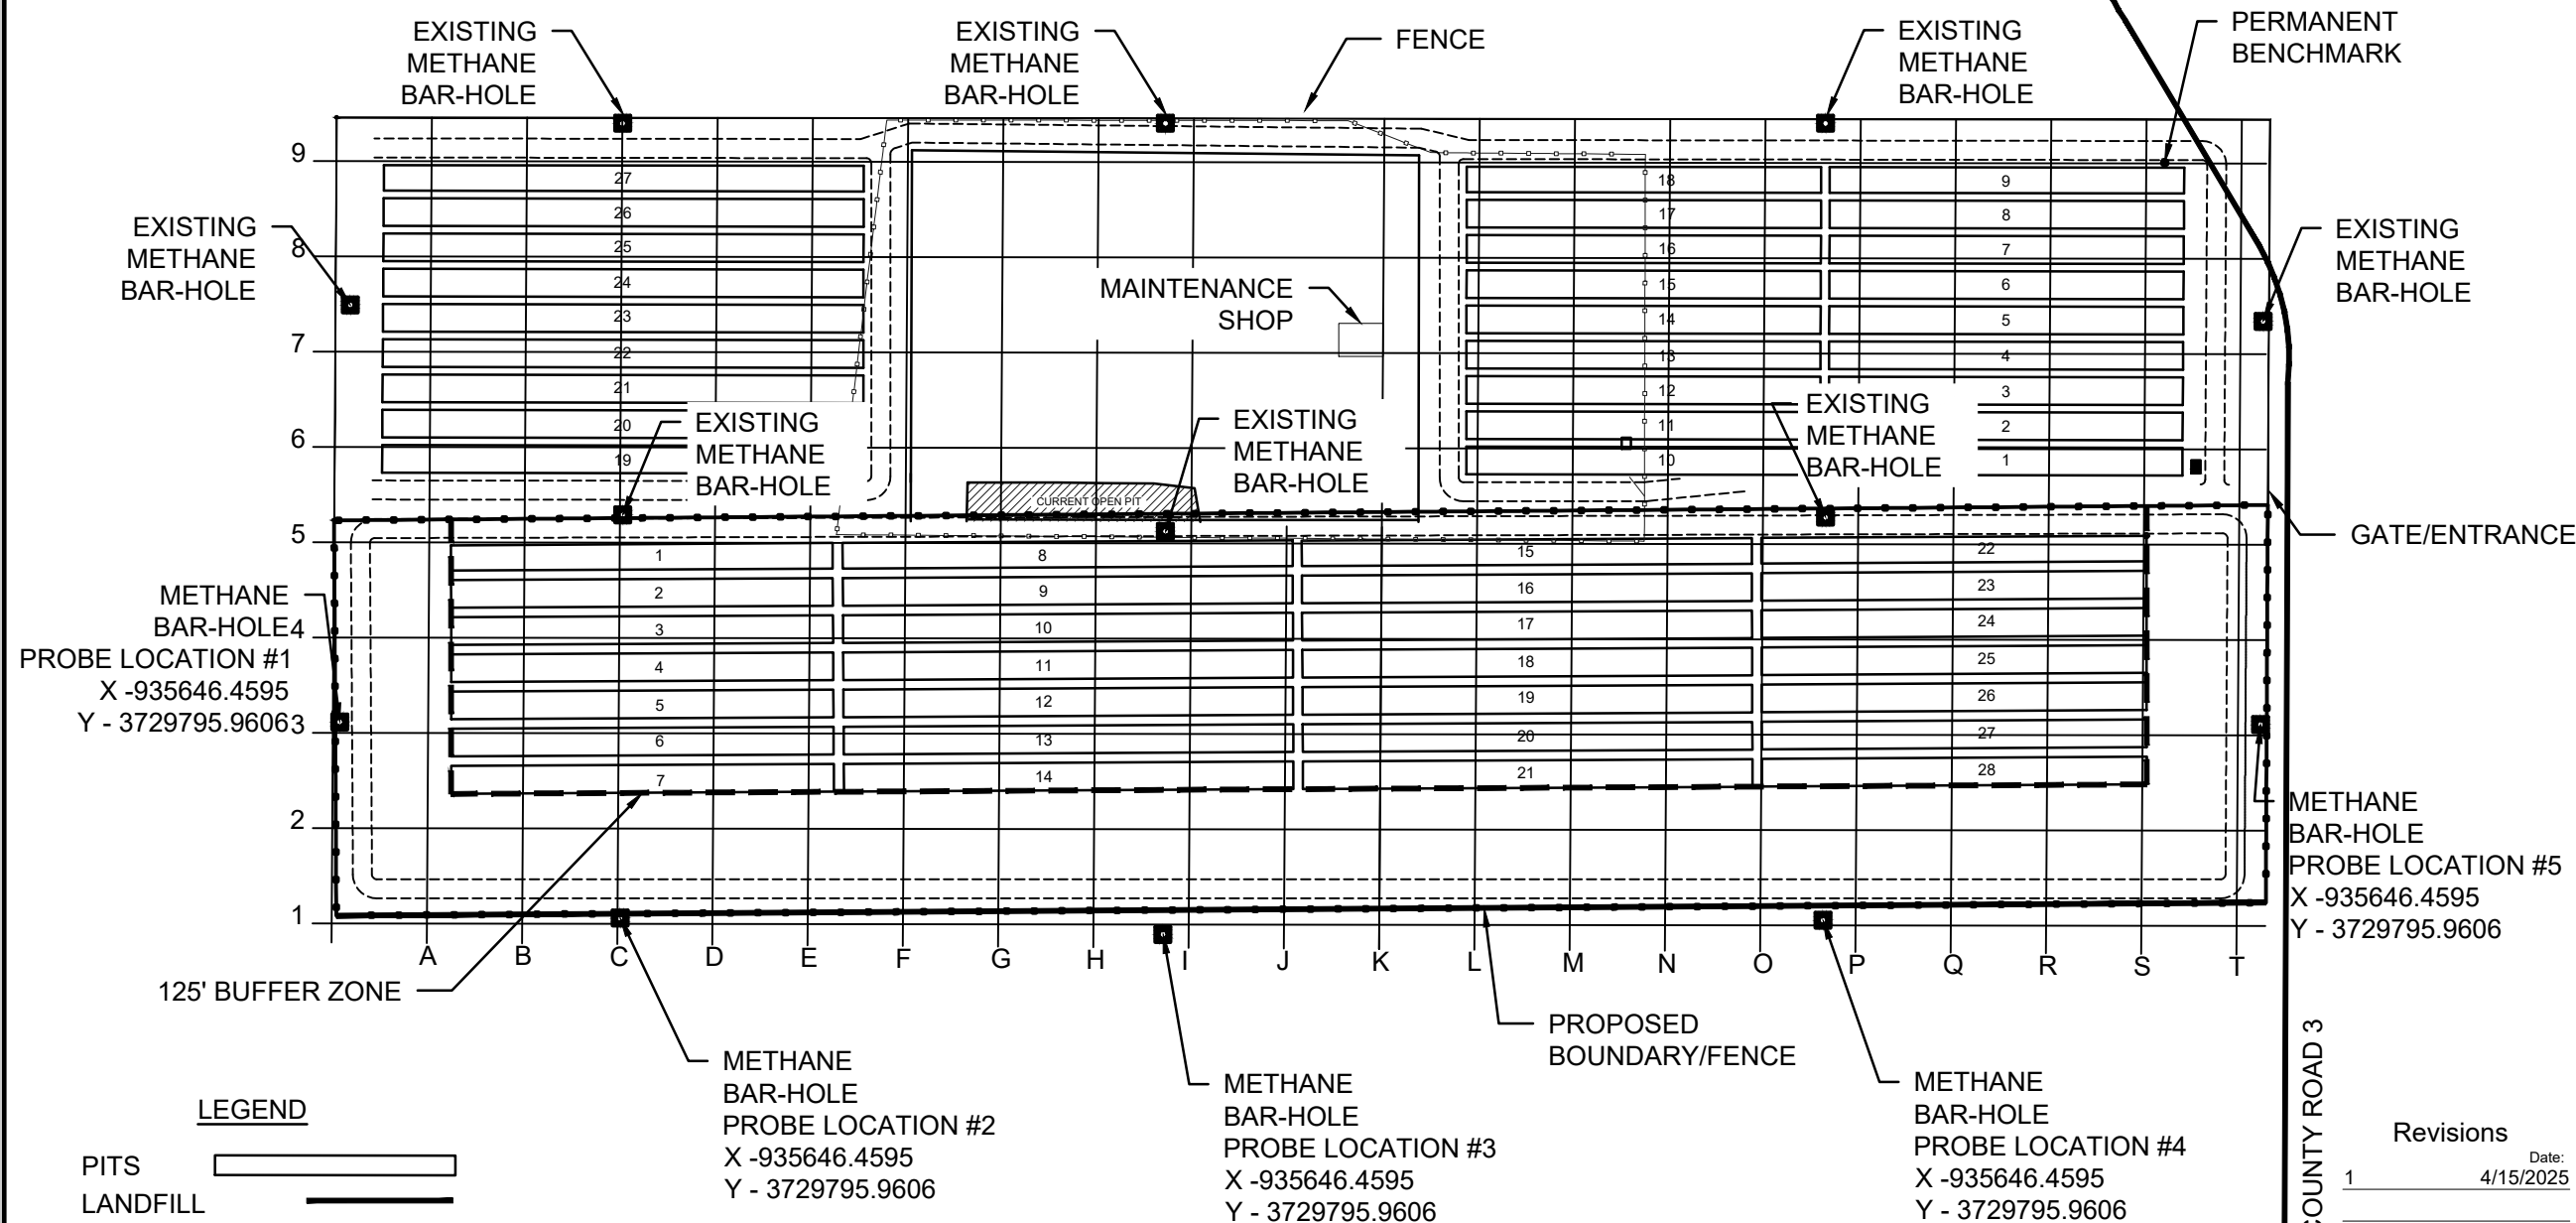 EXISTING
METHANE
BAR-HOLE
EXISTING
METHANE
BAR-HOLE
FENCE
EXISTING
METHANE
BAR-HOLE
PERMANENT
BENCHMARK
EXISTING
METHANE
BAR-HOLE
EXISTING
METHANE
BAR-HOLE
MAINTENANCE
SHOP
9
8
7
6
5
4
3
2
1
27
26
25
24
23
22
21
20
19
18
17
16
15
14
13
12
11
10
9
8
7
6
5
4
3
2
1
EXISTING
METHANE
BAR-HOLE
EXISTING
METHANE
BAR-HOLE
EXISTING
METHANE
BAR-HOLE
CURRENT OPEN PIT
GATE/ENTRANCE
1
2
3
4
5
6
7
8
9
10
11
12
13
14
15
16
17
18
19
20
21
22
23
24
25
26
27
28
METHANE
BAR-HOLE
PROBE LOCATION #1
X -935646.4595
Y - 3729795.9606
METHANE
BAR-HOLE
PROBE LOCATION #5
X -935646.4595
Y - 3729795.9606
A B C D E F G H I J K L M N O P Q R S T
125' BUFFER ZONE
PROPOSED
BOUNDARY/FENCE
METHANE
BAR-HOLE
PROBE LOCATION #2
X -935646.4595
Y - 3729795.9606
METHANE
BAR-HOLE
PROBE LOCATION #3
X -935646.4595
Y - 3729795.9606
METHANE
BAR-HOLE
PROBE LOCATION #4
X -935646.4595
Y - 3729795.9606
LEGEND
PITS
LANDFILL
OUNTY ROAD 3
Revisions
Date:
1 4/15/2025